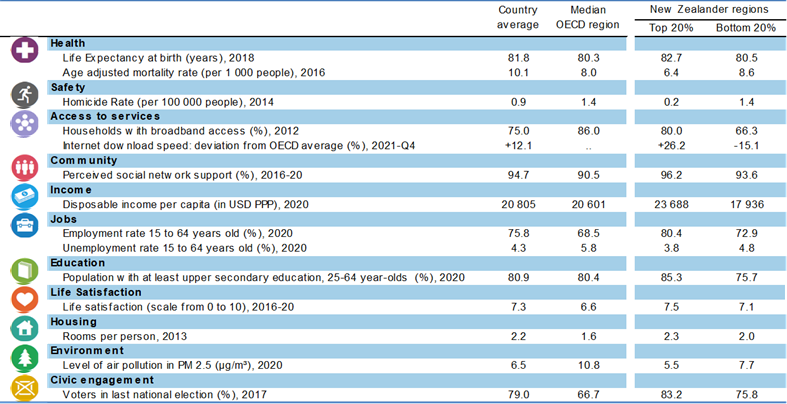 Country average Median OECD region New Zealander regions
Top 20% Bottom 20%
Health
Life Expectancy at birth (years), 2018 81.8 80.3 82.7 80.5
Age adjusted mortality rate (per 1 000 people), 2016 10.1 8.0 6.4 8.6
Safety
Homicide Rate (per 100 000 people), 2014 0.9 1.4 0.2 1.4
Access to services
Households with broadband access (%), 2012 75.0 86.0 80.0 66.3
Internet download speed: deviation from OECD average (%), 2021-Q4 +12.1 .. +26.2 -15.1
Community
Perceived social network support (%), 2016-20 94.7 90.5 96.2 93.6
Income
Disposable income per capita (in USD PPP), 2020 20 805 20 601 23 688 17 936
Jobs
Employment rate 15 to 64 years old (%), 2020 75.8 68.5 80.4 72.9
Unemployment rate 15 to 64 years old (%), 2020 4.3 5.8 3.8 4.8
Education
Population with at least upper secondary education, 25-64 year-olds (%), 2020 80.9 80.4 85.3 75.7
Life Satisfaction
Life satisfaction (scale from 0 to 10), 2016-20 7.3 6.6 7.5 7.1
Housing
Rooms per person, 2013 2.2 1.6 2.3 2.0
Environment
Level of air pollution in PM 2.5 (µg/m³), 2020 6.5 10.8 5.5 7.7
Civic engagement
Voters in last national election (%), 2017 79.0 66.7 83.2 75.8